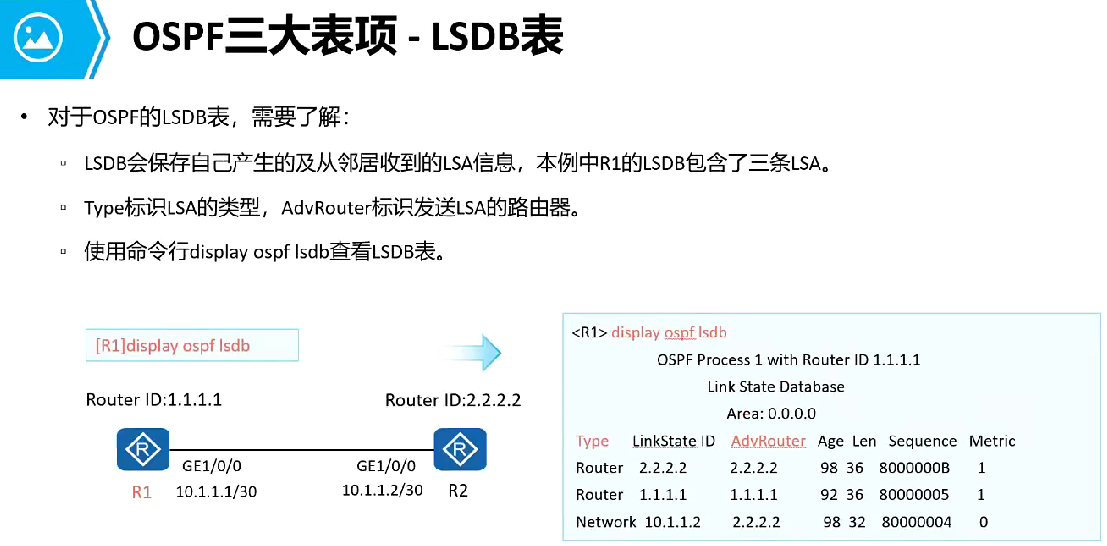 OSPF三大表项 - LSDB表
• 对于OSPF的LSDB表，需要了解：
▫ LSDB会保存自己产生的及从邻居收到的LSA信息，本例中R1的LSDB包含了三条LSA。
▫ Type标识LSA的类型，AdvRouter标识发送LSA的路由器。
▫ 使用命令行display ospf lsdb查看LSDB表。
[R1]display ospf lsdb
Router ID:1.1.1.1
Router ID:2.2.2.2
R
R
GE1/0/0
GE1/0/0
R1
10.1.1.1/30
10.1.1.2/30
R2
<R1> display ospf lsdb
OSPF Process 1 with Router ID 1.1.1.1
Link State Database
Area: 0.0.0.0
Type LinkState ID AdvRouter Age Len Sequence Metric
Router 2.2.2.2 2.2.2.2 98 36 8000000B 1
Router 1.1.1.1 1.1.1.1 92 36 80000005 1
Network 10.1.1.2 2.2.2.2 98 32 80000004 0